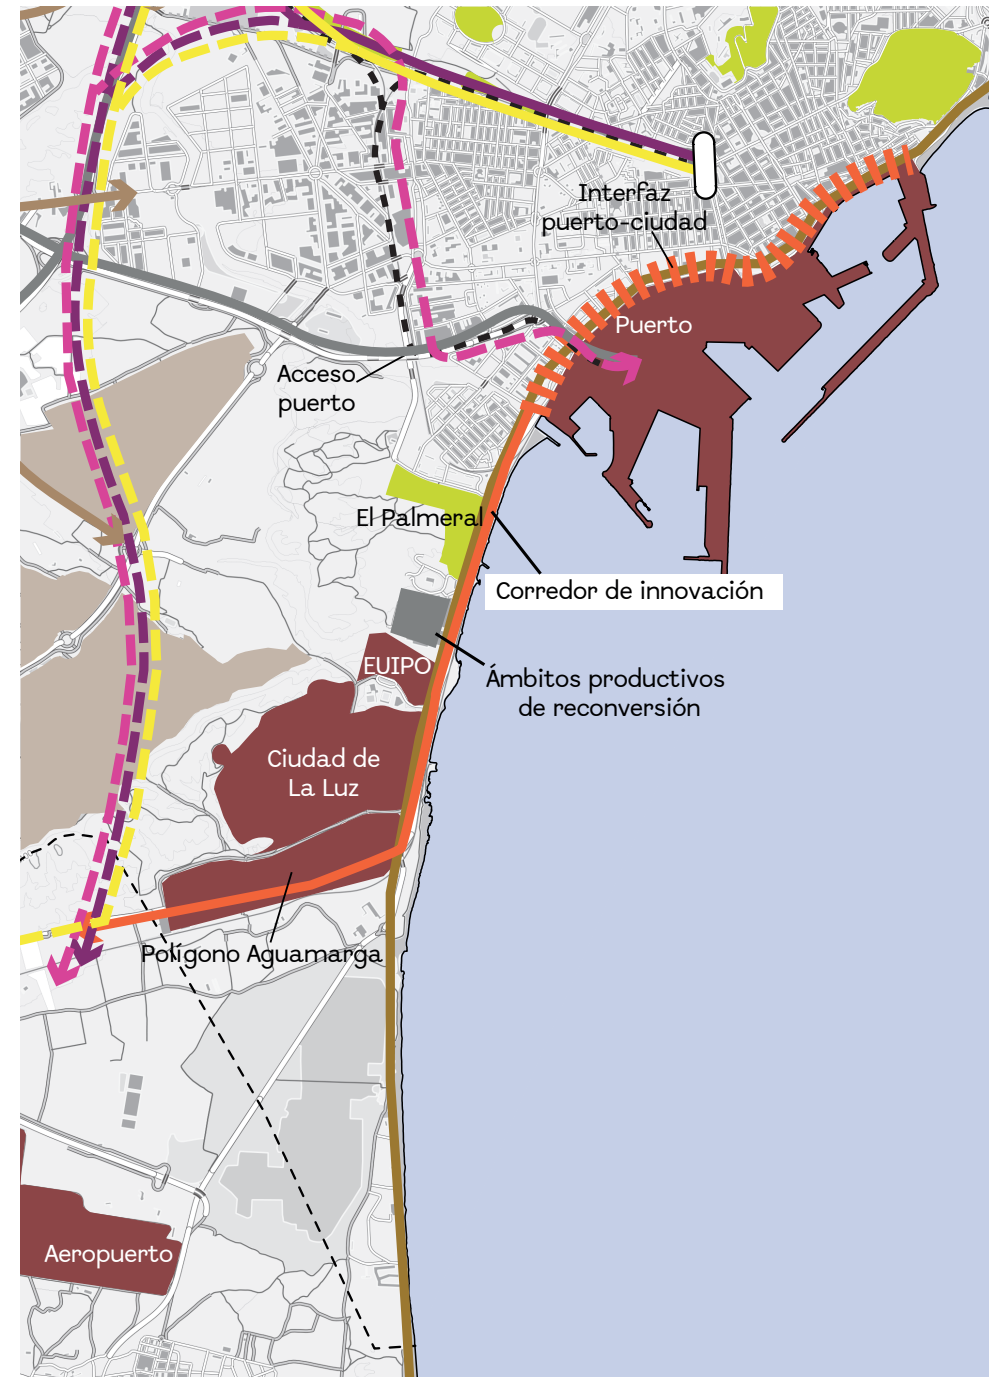 Interfaz
puerto-ciudad
Puerto
Acceso
puerto
El Palmeral
Corredor de innovación
EUIPO
Ámbitos productivos
de reconversión
Ciudad de
La Luz
Polígono Aguamarga
Aeropuerto